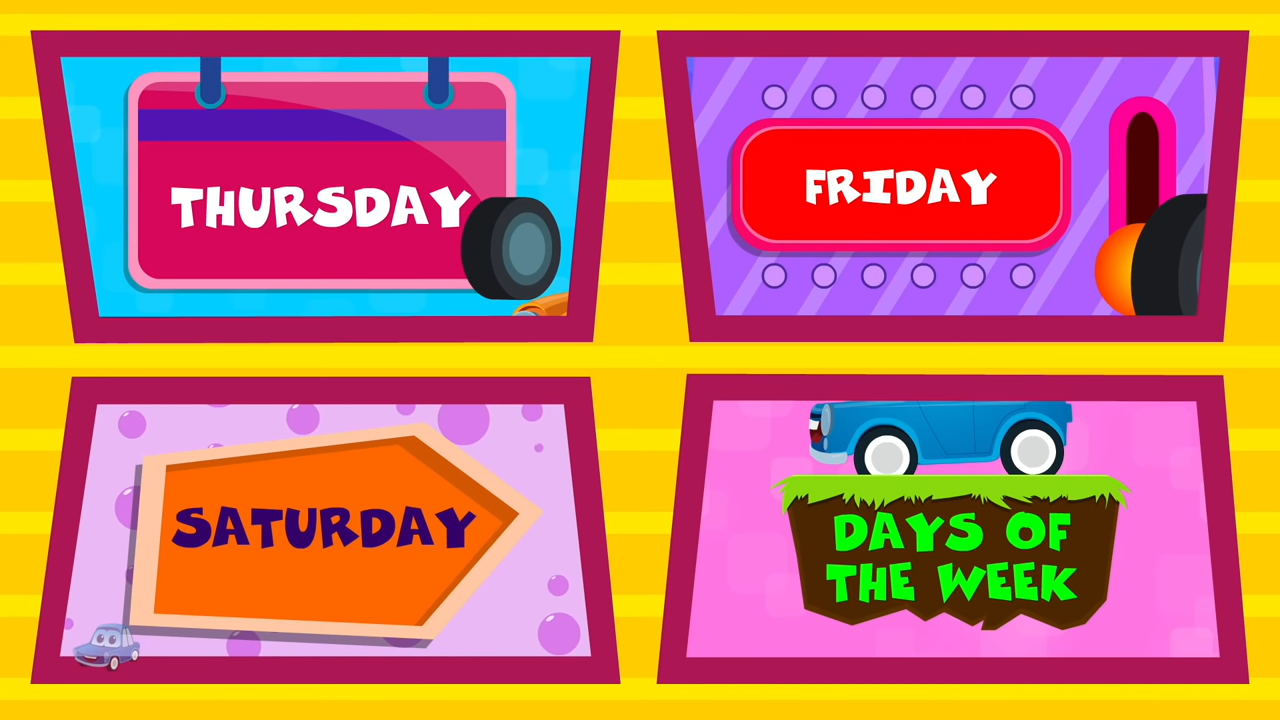 THURSDAY
FRIDAY
SATURDAY
DAYS OF
THE WEEK